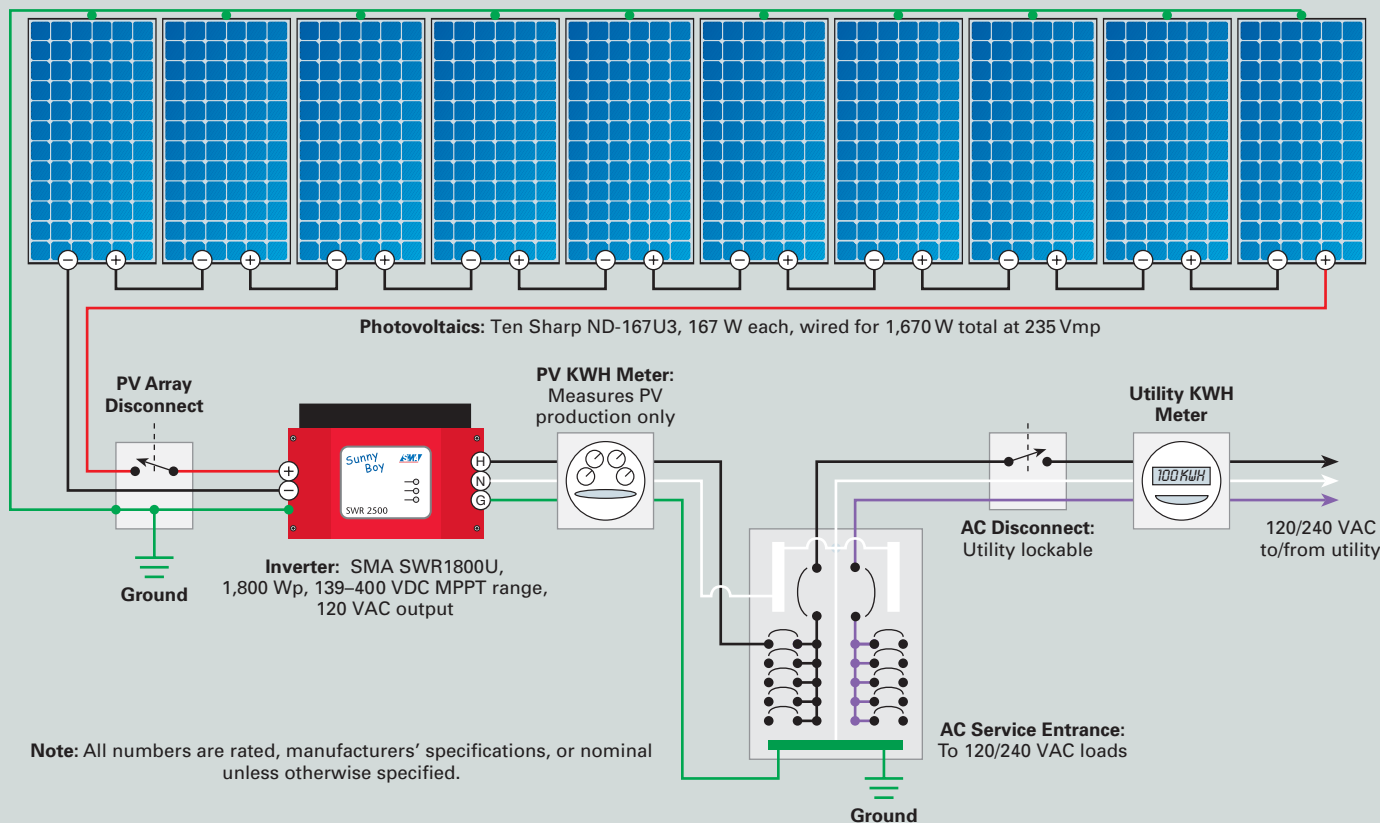 − + − + − + − + − + − + − + − + − + − +
Photovoltaics: Ten Sharp ND-167U3, 167 W each, wired for 1,670 W total at 235 Vmp
PV Array
Disconnect
Ground
+
−
Sunny
Boy
SMA
SWR 2500
H
N
G
Inverter: SMA SWR1800U,
1,800 Wp, 139–400 VDC MPPT range,
120 VAC output
PV KWH Meter:
Measures PV
production only
AC Disconnect:
Utility lockable
Utility KWH
Meter
100 KWH
120/240 VAC
to/from utility
AC Service Entrance:
To 120/240 VAC loads
Ground
Note: All numbers are rated, manufacturers’ specifications, or nominal
unless otherwise specified.